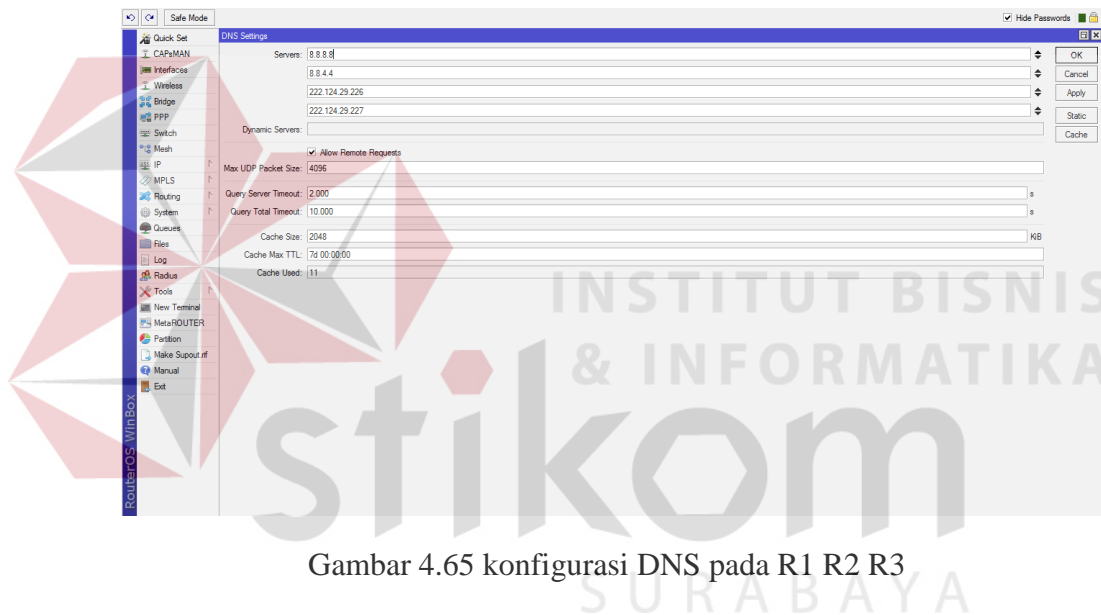 Safe Mode
Hide Passwords
Quick Set
CAPsMAN
Interfaces
Wireless
Bridge
PPP
Switch
Mesh
IP
MPLS
Routing
System
Queues
Files
Log
Radius
Tools
New Terminal
MetaROUTER
Partition
Make Supout.rif
Manual
Exit
RouterOS WinBox
DNS Settings
Servers: 8.8.8.8
8.8.4.4
222.124.29.226
222.124.29.227
Dynamic Servers:
Allow Remote Requests
Max UDP Packet Size: 4096
Query Server Timeout: 2.000 s
Query Total Timeout: 10.000 s
Cache Size: 2048 KiB
Cache Max TTL: 7d 00:00:00
Cache Used: 11
OK
Cancel
Apply
Static
Cache
INSTITUT BISNIS
& INFORMATIKA
stikom
SURABAYA
Gambar 4.65 konfigurasi DNS pada R1 R2 R3